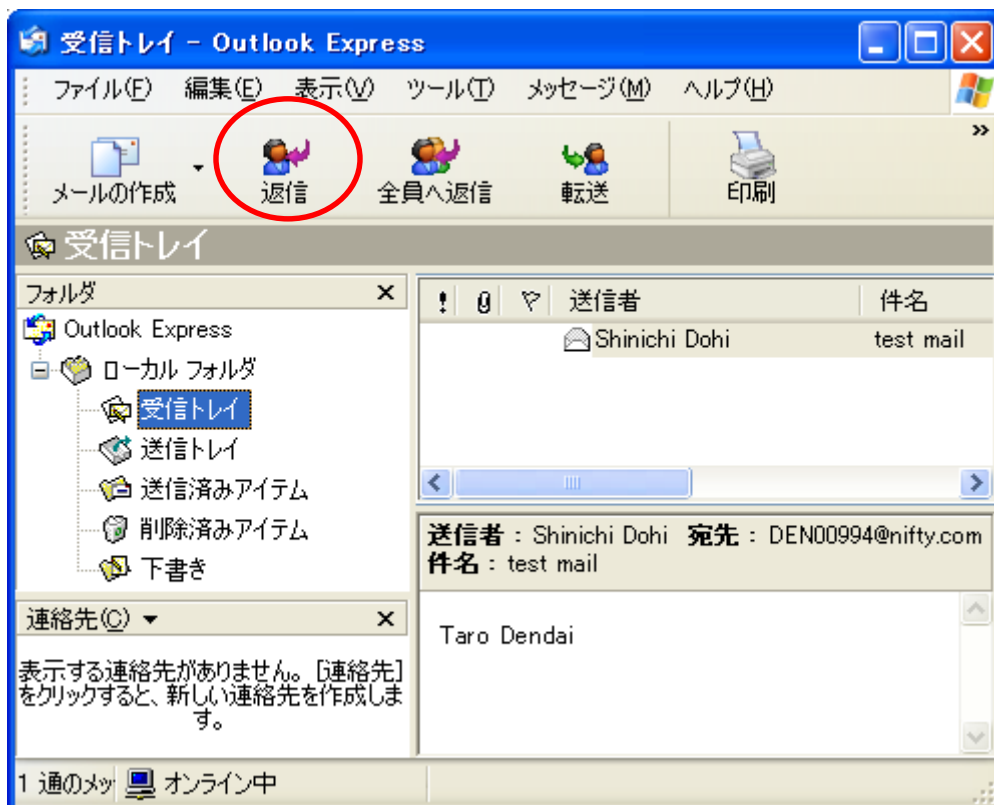 受信トレイ - Outlook Express
ファイル(F) 編集(E) 表示(V) ツール(T) メッセージ(M) ヘルプ(H)
メールの作成 返信 全員へ返信 転送 印刷
受信トレイ
フォルダ
Outlook Express
ローカル フォルダ
受信トレイ
送信トレイ
送信済みアイテム
削除済みアイテム
下書き
連絡先(C)
表示する連絡先がありません。[連絡先]
をクリックすると、新しい連絡先を作成しま
す。
送信者 件名
Shinichi Dohi test mail
送信者 : Shinichi Dohi 宛先 : DEN00994@nifty.com
件名 : test mail
Taro Dendai
1 通のメッ オンライン中